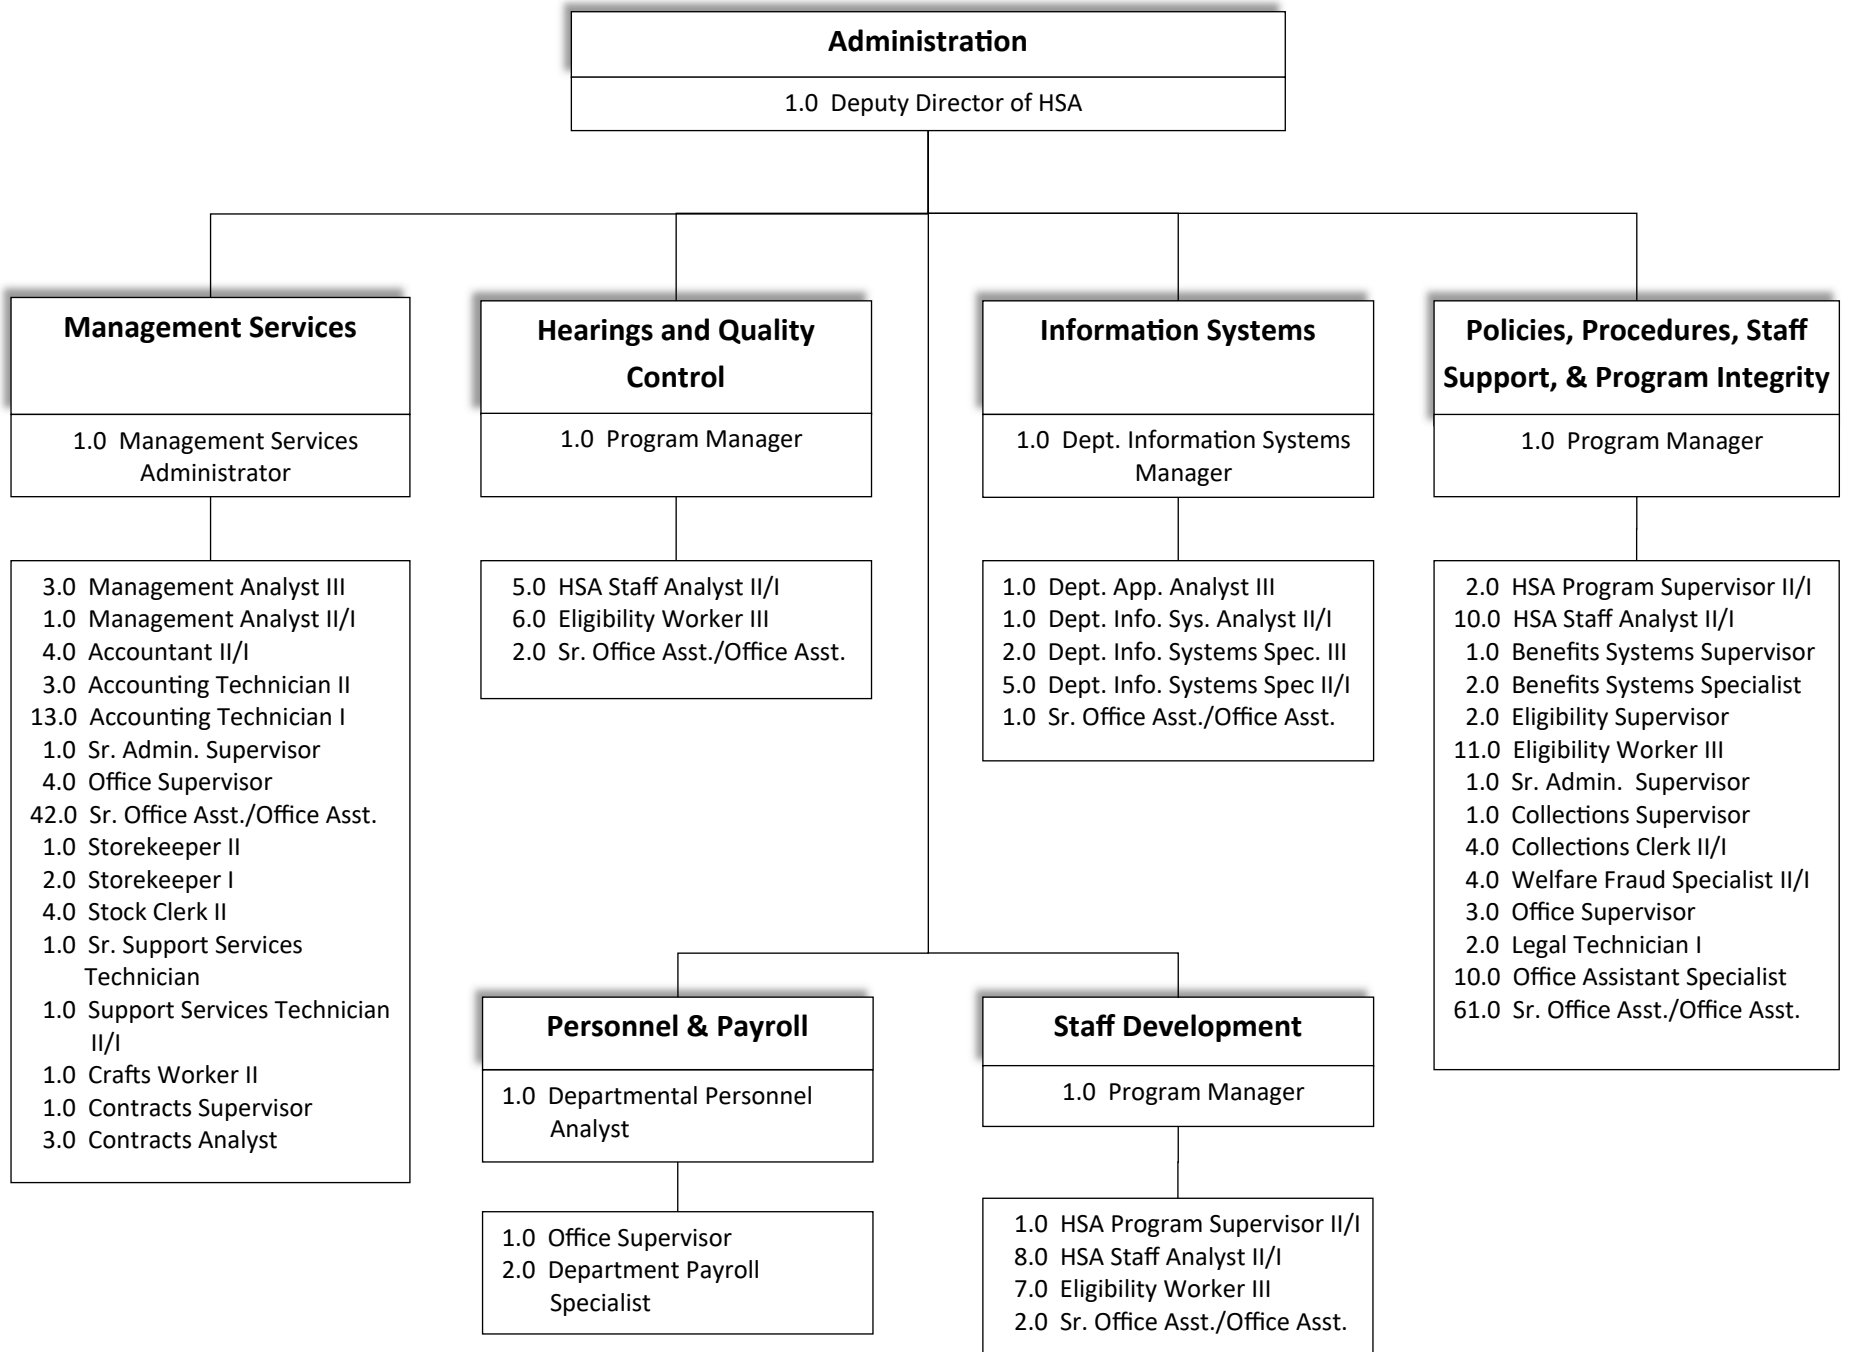 Administration
1.0 Deputy Director of HSA
Management Services
1.0 Management Services
Administrator
3.0 Management Analyst III
1.0 Management Analyst II/I
4.0 Accountant II/I
3.0 Accounting Technician II
13.0 Accounting Technician I
1.0 Sr. Admin. Supervisor
4.0 Office Supervisor
42.0 Sr. Office Asst./Office Asst.
1.0 Storekeeper II
2.0 Storekeeper I
4.0 Stock Clerk II
1.0 Sr. Support Services
Technician
1.0 Support Services Technician
II/I
1.0 Crafts Worker II
1.0 Contracts Supervisor
3.0 Contracts Analyst
Hearings and Quality
Control
1.0 Program Manager
5.0 HSA Staff Analyst II/I
6.0 Eligibility Worker III
2.0 Sr. Office Asst./Office Asst.
Information Systems
1.0 Dept. Information Systems
Manager
1.0 Dept. App. Analyst III
1.0 Dept. Info. Sys. Analyst II/I
2.0 Dept. Info. Systems Spec. III
5.0 Dept. Info. Systems Spec II/I
1.0 Sr. Office Asst./Office Asst.
Policies, Procedures, Staff
Support, & Program Integrity
1.0 Program Manager
2.0 HSA Program Supervisor II/I
10.0 HSA Staff Analyst II/I
1.0 Benefits Systems Supervisor
2.0 Benefits Systems Specialist
2.0 Eligibility Supervisor
11.0 Eligibility Worker III
1.0 Sr. Admin. Supervisor
1.0 Collections Supervisor
4.0 Collections Clerk II/I
4.0 Welfare Fraud Specialist II/I
3.0 Office Supervisor
2.0 Legal Technician I
10.0 Office Assistant Specialist
61.0 Sr. Office Asst./Office Asst.
Personnel & Payroll
1.0 Departmental Personnel
Analyst
1.0 Office Supervisor
2.0 Department Payroll
Specialist
Staff Development
1.0 Program Manager
1.0 HSA Program Supervisor II/I
8.0 HSA Staff Analyst II/I
7.0 Eligibility Worker III
2.0 Sr. Office Asst./Office Asst.